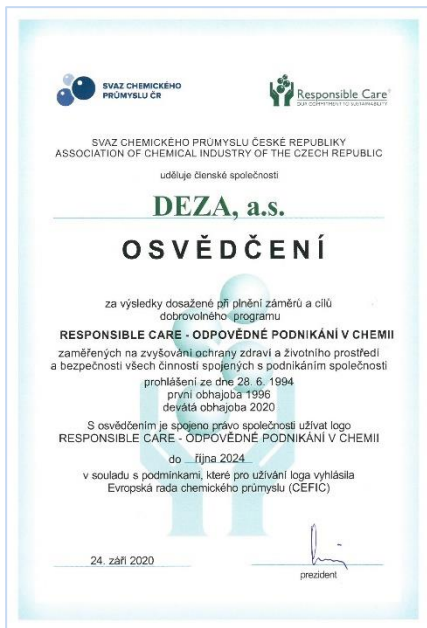 SVAZ CHEMICKÉHO
PRŮMYSLU ČR
Responsible Care®
OUR COMMITMENT TO SUSTAINABILITY
SVAZ CHEMICKÉHO PRŮMYSLU ČESKÉ REPUBLIKY
ASSOCIATION OF CHEMICAL INDUSTRY OF THE CZECH REPUBLIC
uděluje členské společnosti
DEZA, a.s.
OSVĚDČENÍ
za výsledky dosažené při plnění záměrů a cílů
dobrovolného programu
RESPONSIBLE CARE - ODPOVĚDNÉ PODNIKÁNÍ V CHEMII
zaměřených na zvyšování ochrany zdraví a životního prostředí
a bezpečnosti všech činností spojených s podnikáním společnosti
prohlášení ze dne 28. 6. 1994
první obhajoba 1996
devátá obhajoba 2020
S osvědčením je spojeno právo společnosti užívat logo
RESPONSIBLE CARE - ODPOVĚDNÉ PODNIKÁNÍ V CHEMII
do října 2024
v souladu s podmínkami, které pro užívání loga vyhlásila
Evropská rada chemického průmyslu (CEFIC)
24. září 2020
prezident